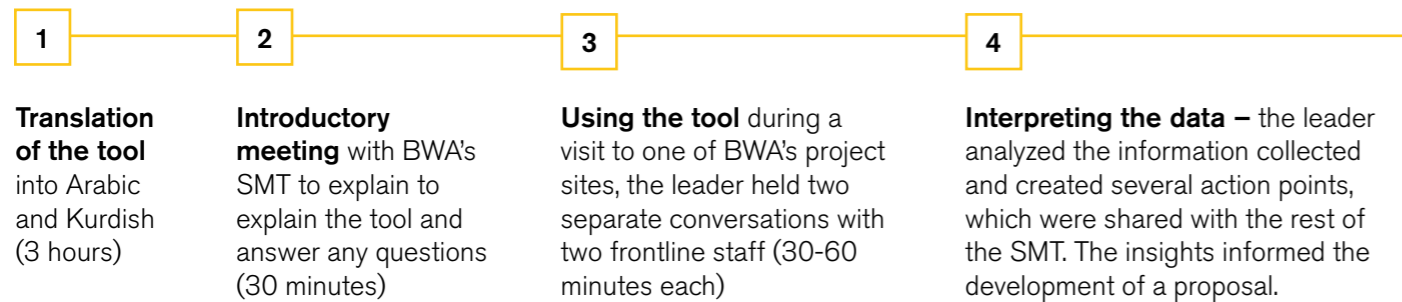 1
Translation
of the tool
into Arabic
and Kurdish
(3 hours)
2
Introductory
meeting with BWA's
SMT to explain to
explain the tool and
answer any questions
(30 minutes)
3
Using the tool during a
visit to one of BWA's project
sites, the leader held two
separate conversations with
two frontline staff (30-60
minutes each)
4
Interpreting the data – the leader
analyzed the information collected
and created several action points,
which were shared with the rest of
the SMT. The insights informed the
development of a proposal.